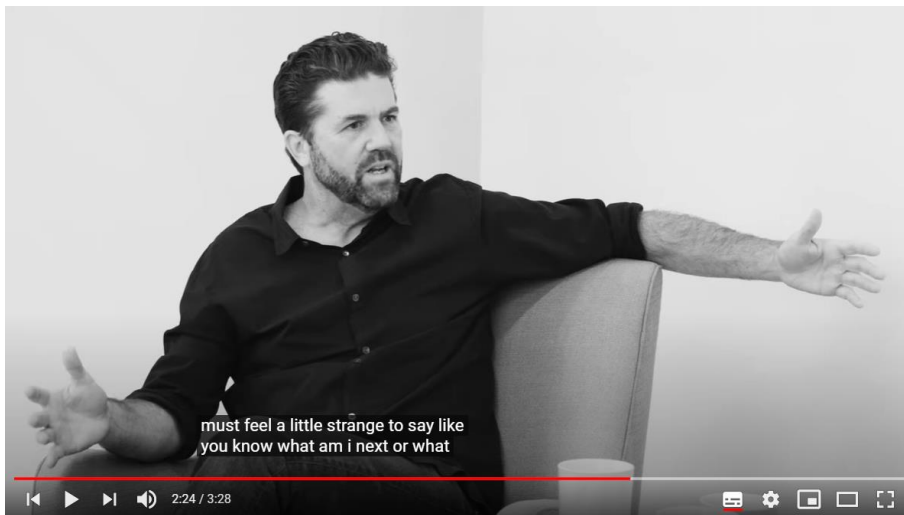 must feel a little strange to say like
you know what am i next or what
2:24 / 3:28